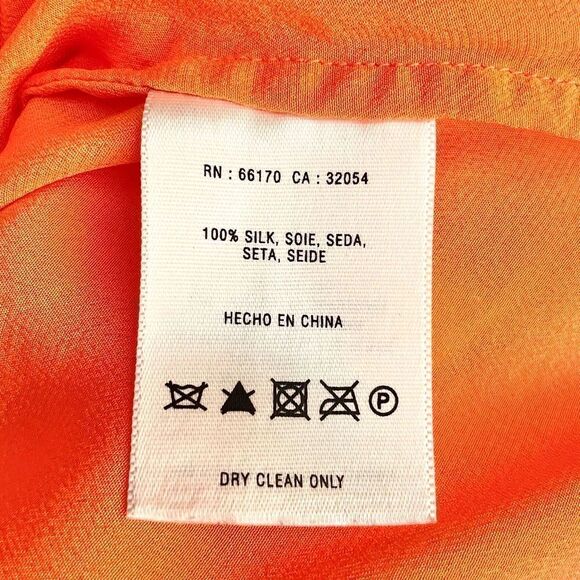 RN : 66170 CA : 32054
100% SILK, SOIE, SEDA,
SETA, SEIDE
HECHO EN CHINA
P
DRY CLEAN ONLY